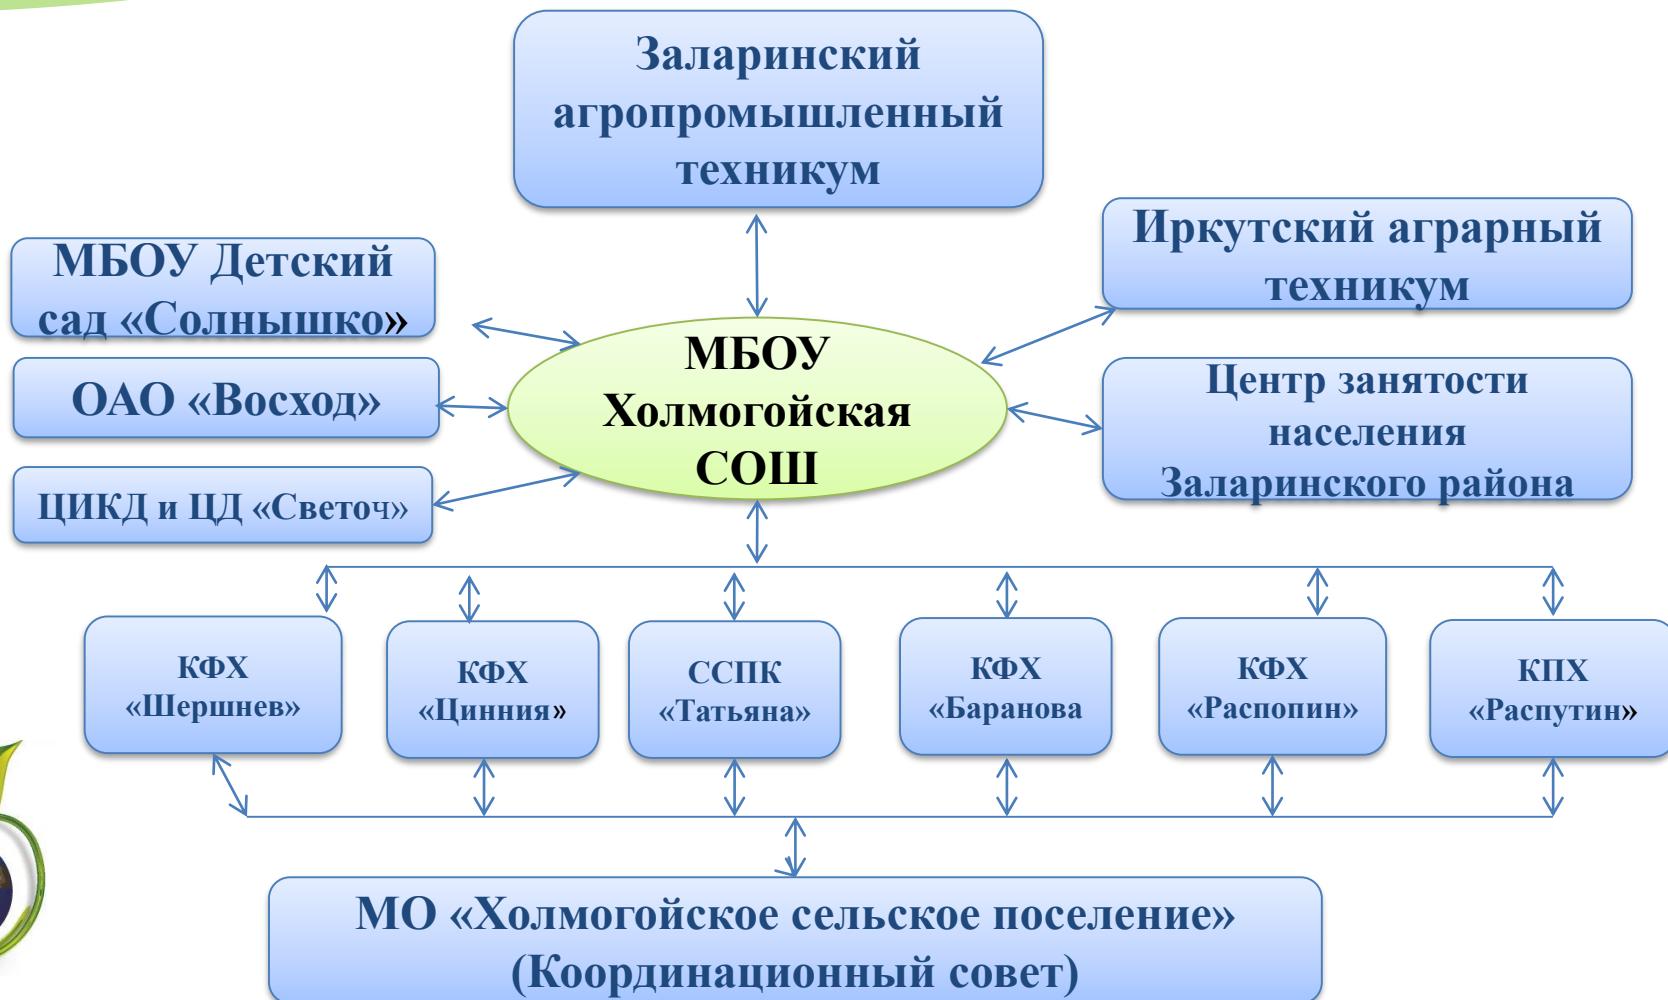 Заларинский
агропромышленный
техникум
МБОУ Детский
сад «Солнышко»
Иркутский аграрный
техникум
ОАО «Восход»
МБОУ
Холмогойская
СОШ
Центр занятости
населения
Заларинского района
ЦИКД и ЦД «Светоч»
КФХ
«Шершнев»
КФХ
«Цинния»
ССПК
«Татьяна»
КФХ
«Баранова
КФХ
«Распопин»
КПХ
«Распутин»
МО «Холмогойское сельское поселение»
(Координационный совет)